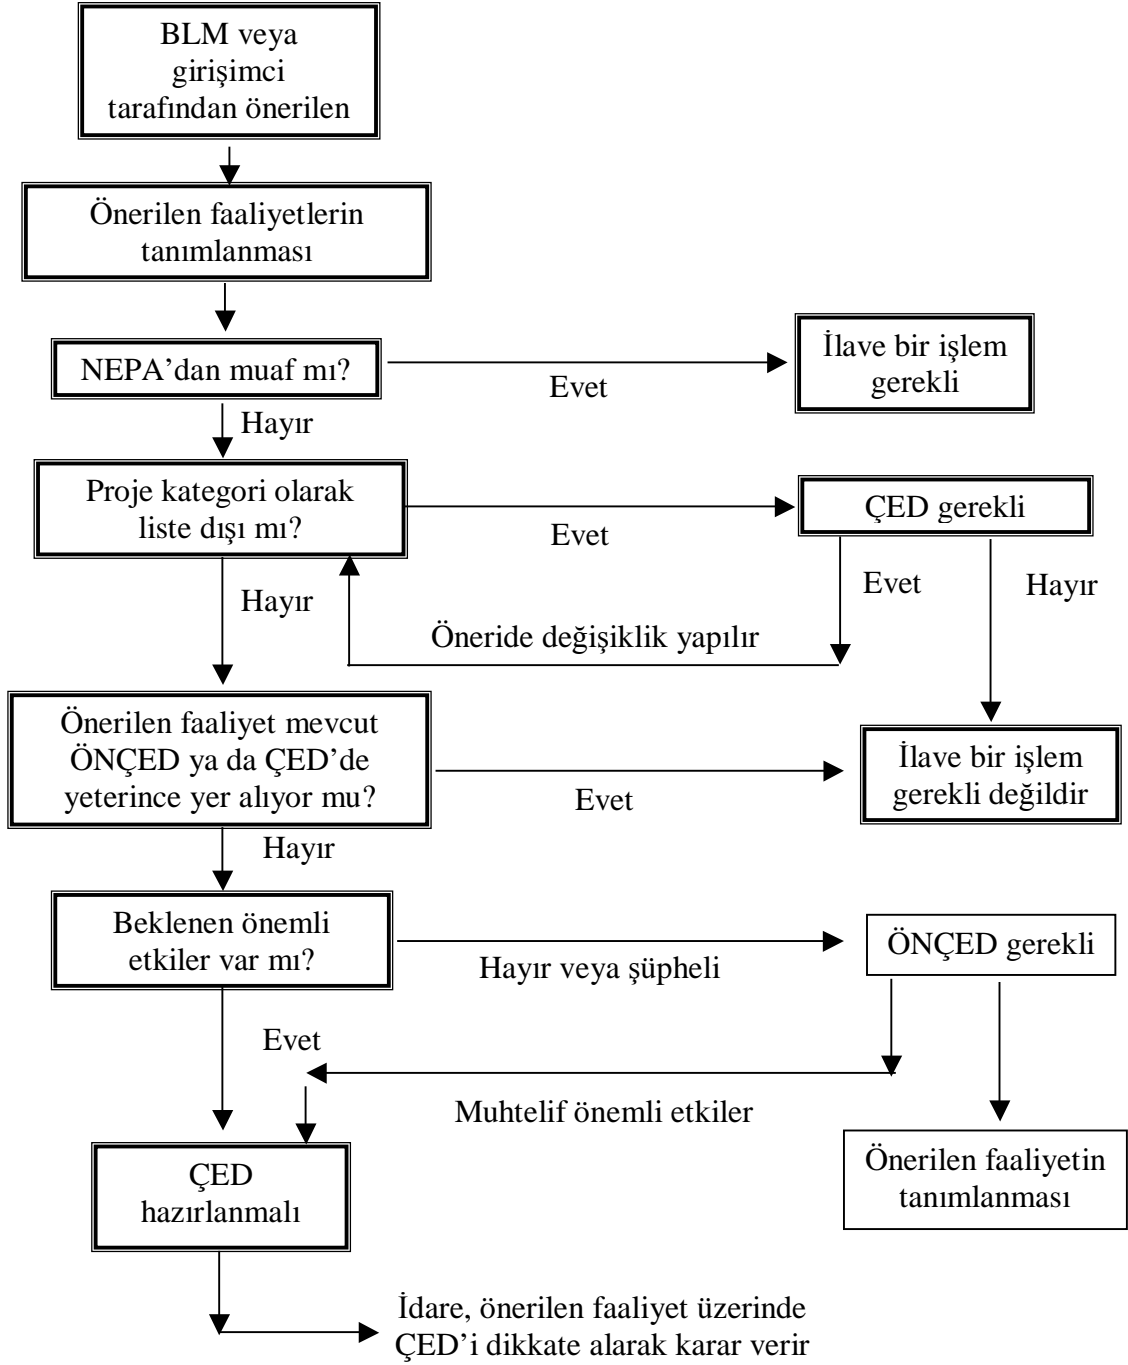 BLM veya
girişimci
tarafından önerilen
Önerilen faaliyetlerin
tanımlanması
NEPA’dan muaf mı?
Evet
İlave bir işlem
gerekli
Hayır
Proje kategori olarak
liste dışı mı?
Evet
ÇED gerekli
Hayır
Evet
Hayır
Öneride değişiklik yapılır
Önerilen faaliyet mevcut
ÖNÇED ya da ÇED’de
yeterince yer alıyor mu?
Evet
İlave bir işlem
gerekli değildir
Hayır
Beklenen önemli
etkiler var mı?
Hayır veya şüpheli
ÖNÇED gerekli
Evet
Muhtelif önemli etkiler
ÇED
hazırlanmalı
Önerilen faaliyetin
tanımlanması
İdare, önerilen faaliyet üzerinde
ÇED’i dikkate alarak karar verir